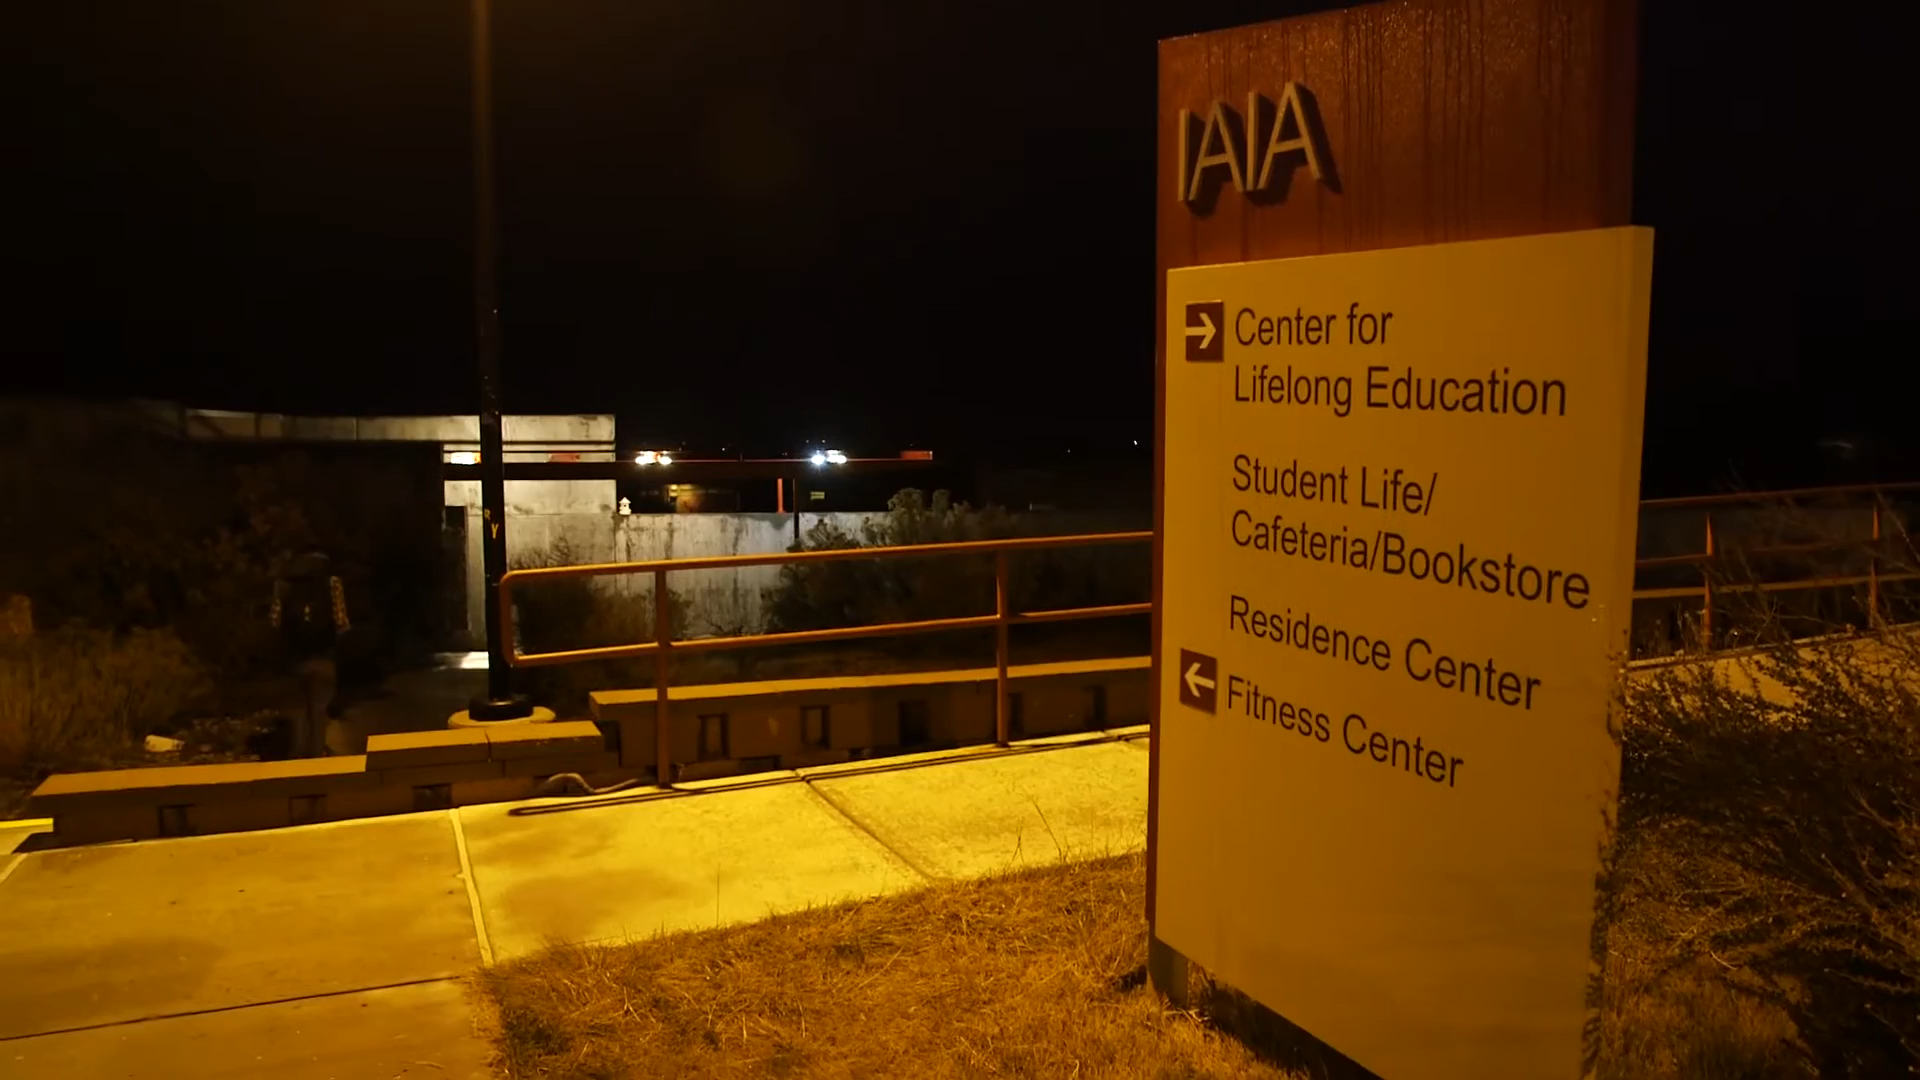 IAIA
Center for
Lifelong Education
Student Life/
Cafeteria/Bookstore
Residence Center
Fitness Center